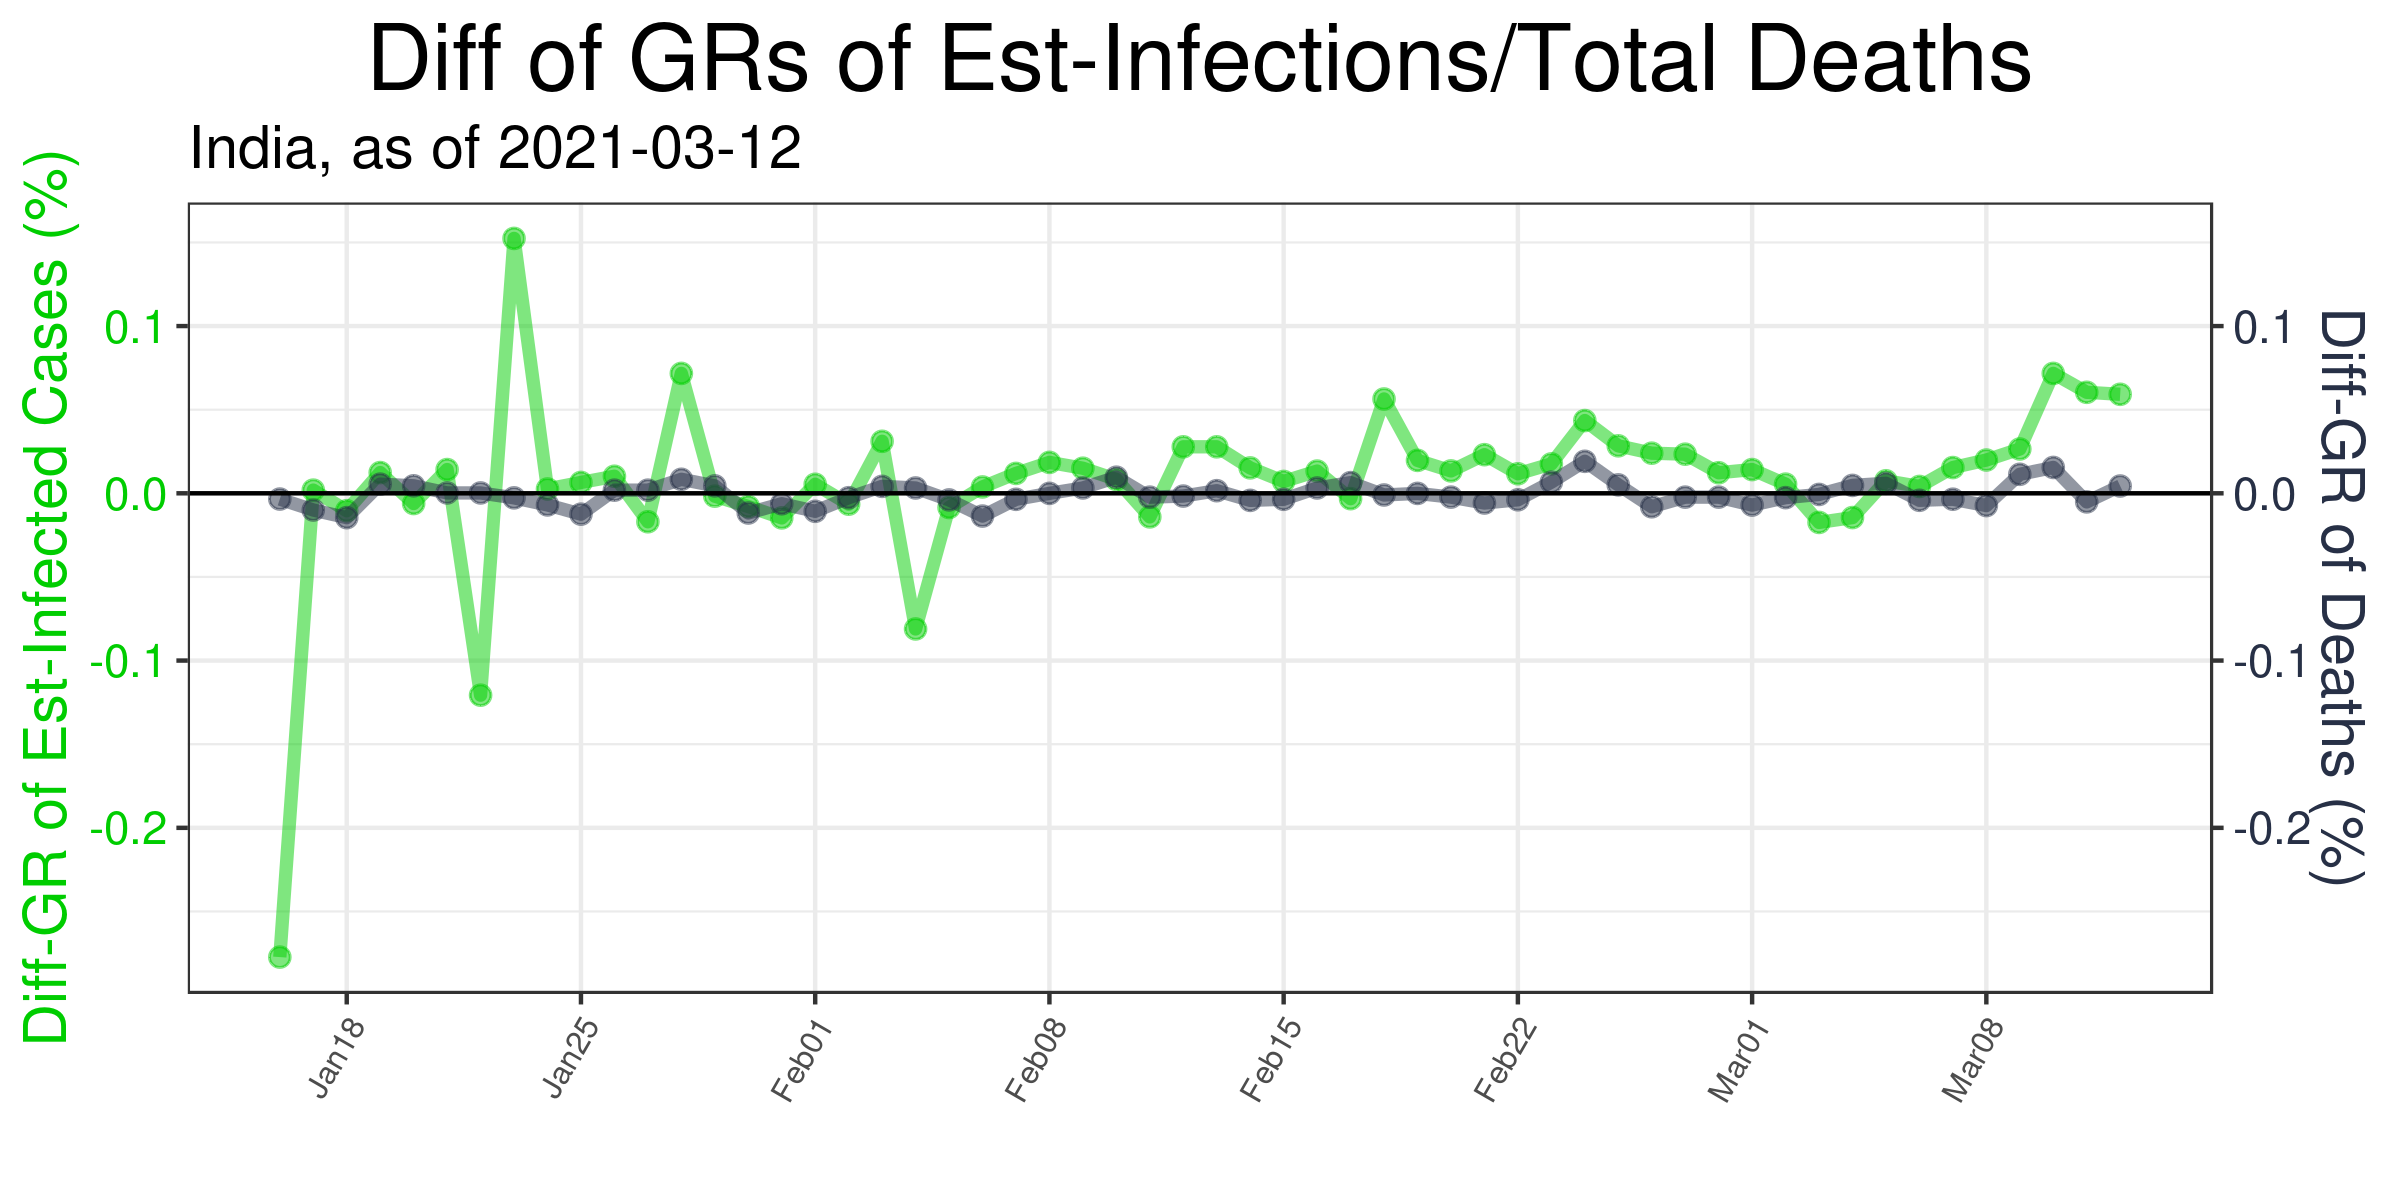 Diff of GRs of Est-Infections/Total Deaths
India, as of 2021-03-12
Diff-GR of Est-Infected Cases (%)
0.1
0.0
-0.1
-0.2
0.1
0.0
-0.1
-0.2
Diff-GR of Deaths (%)
Jan18
Jan25
Feb01
Feb08
Feb15
Feb22
Mar01
Mar08